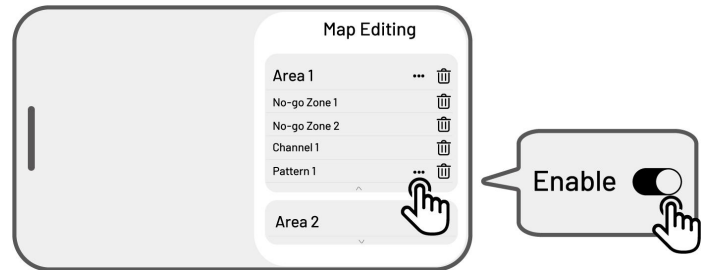 Map Editing
Area 1
No-go Zone 1
No-go Zone 2
Channel 1
Pattern 1
Area 2
Enable